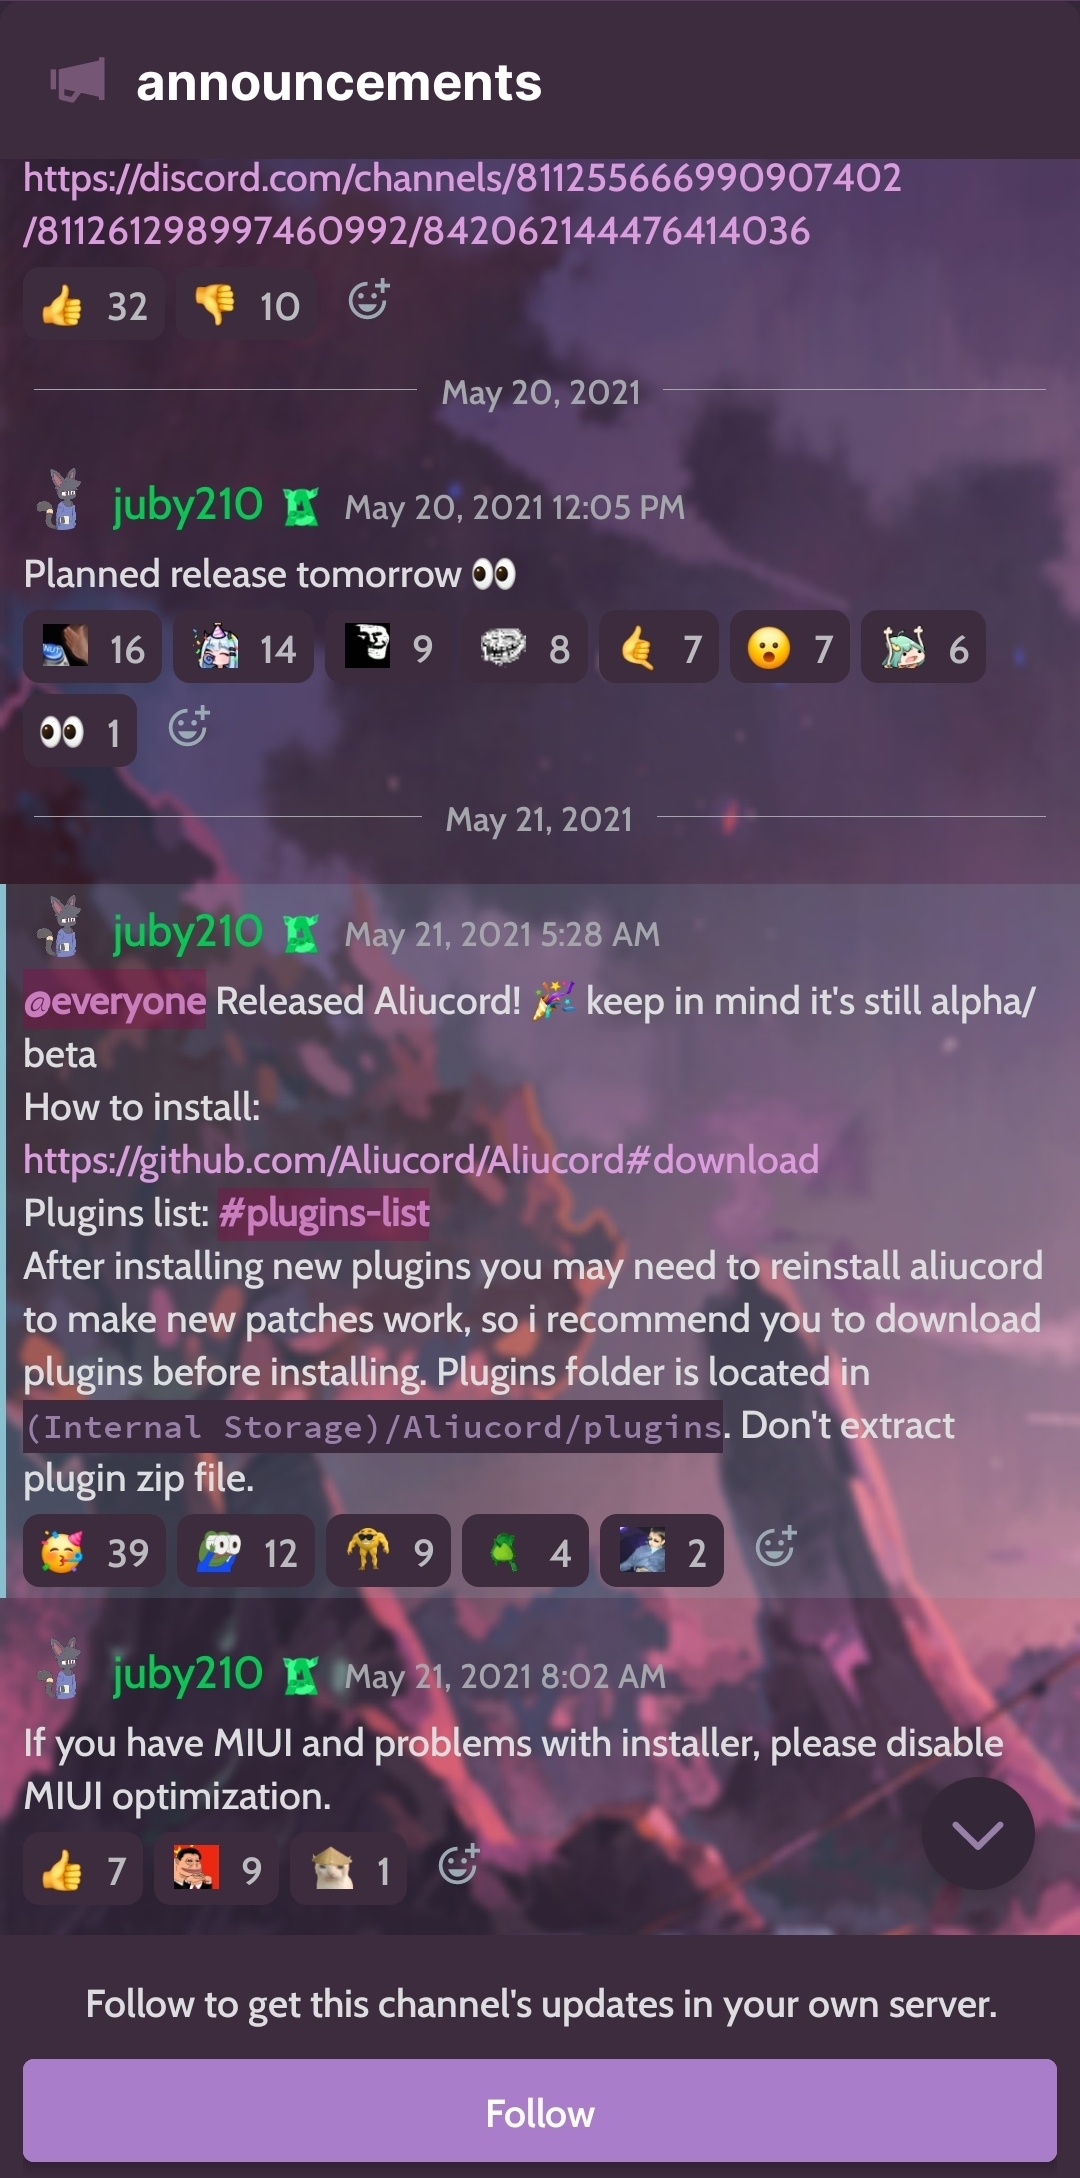 announcements
https://discord.com/channels/811255666990907402
/811261298997460992/842062144476414036
👍 32 👎 10
May 20, 2021
juby210 May 20, 2021 12:05 PM
Planned release tomorrow 👀
NUT 16 14 9 8 🤙 7 😮 7 6
👀 1
May 21, 2021
juby210 May 21, 2021 5:28 AM
@everyone Released Aliucord! 🎉 keep in mind it's still alpha/
beta
How to install:
https://github.com/Aliucord/Aliucord#download
Plugins list: #plugins-list
After installing new plugins you may need to reinstall aliucord
to make new patches work, so i recommend you to download
plugins before installing. Plugins folder is located in
(Internal Storage)/Aliucord/plugins. Don't extract
plugin zip file.
🥳 39 12 9 4 2
juby210 May 21, 2021 8:02 AM
If you have MIUI and problems with installer, please disable
MIUI optimization.
👍 7 9 1
Follow to get this channel's updates in your own server.
Follow